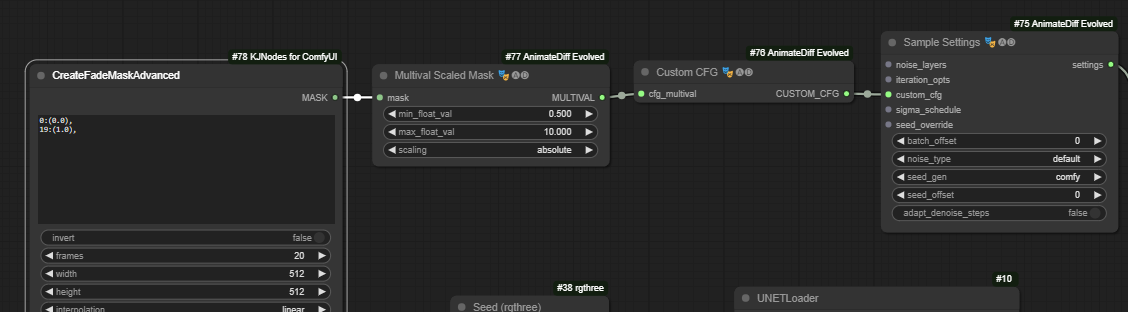 #75 AnimateDiff Evolved
Sample Settings
noise_layers
settings
iteration_opts
custom_cfg
sigma_schedule
seed_override
batch_offset 0
noise_type default
seed_gen comfy
seed_offset 0
adapt_denoise_steps false
#76 AnimateDiff Evolved
Custom CFG
cfg_multival
CUSTOM_CFG
#77 AnimateDiff Evolved
Multival Scaled Mask
mask
MULTIVAL
min_float_val 0.500
max_float_val 10.000
scaling absolute
#78 KJNodes for ComfyUI
CreateFadeMaskAdvanced
MASK
0:(0.0),
19:(1.0),
invert false
frames 20
width 512
height 512
interpolation linear
#38 rgthree
Seed (rgthree)
#10
UNETLoader